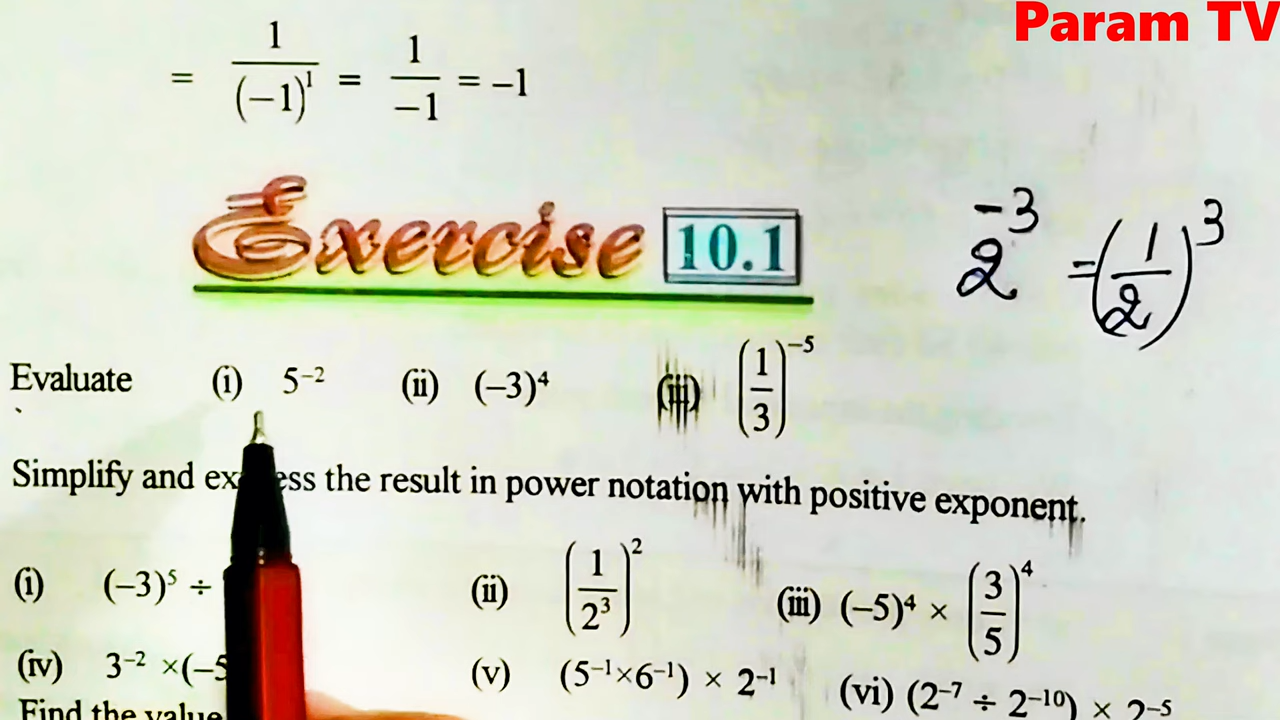 Param TV
= 1/(−1)¹ = 1/−1 = −1
Exercise 10.1
2⁻³ = (1/2)³
Evaluate (i) 5⁻² (ii) (−3)⁴ (iii) (1/3)⁻⁵
Simplify and express the result in power notation with positive exponent.
(i) (−3)⁵ ÷ (ii) (1/2³)² (iii) (−5)⁴ × (3/5)⁴
(iv) 3⁻² ×(−5 (v) (5⁻¹×6⁻¹) × 2⁻¹ (vi) (2⁻⁷ ÷ 2⁻¹⁰) × 2⁻⁵
Find the value